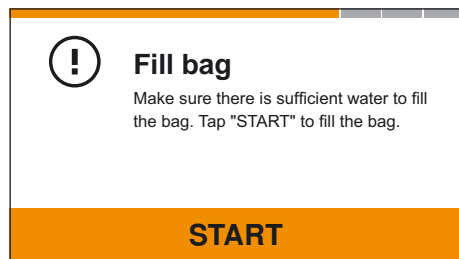 Fill bag
Make sure there is sufficient water to fill
the bag. Tap "START" to fill the bag.
START